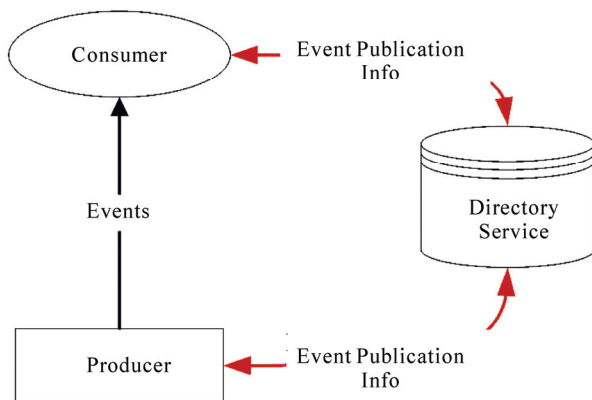 Consumer
Event Publication
Info
Events
Directory
Service
Producer
Event Publication
Info